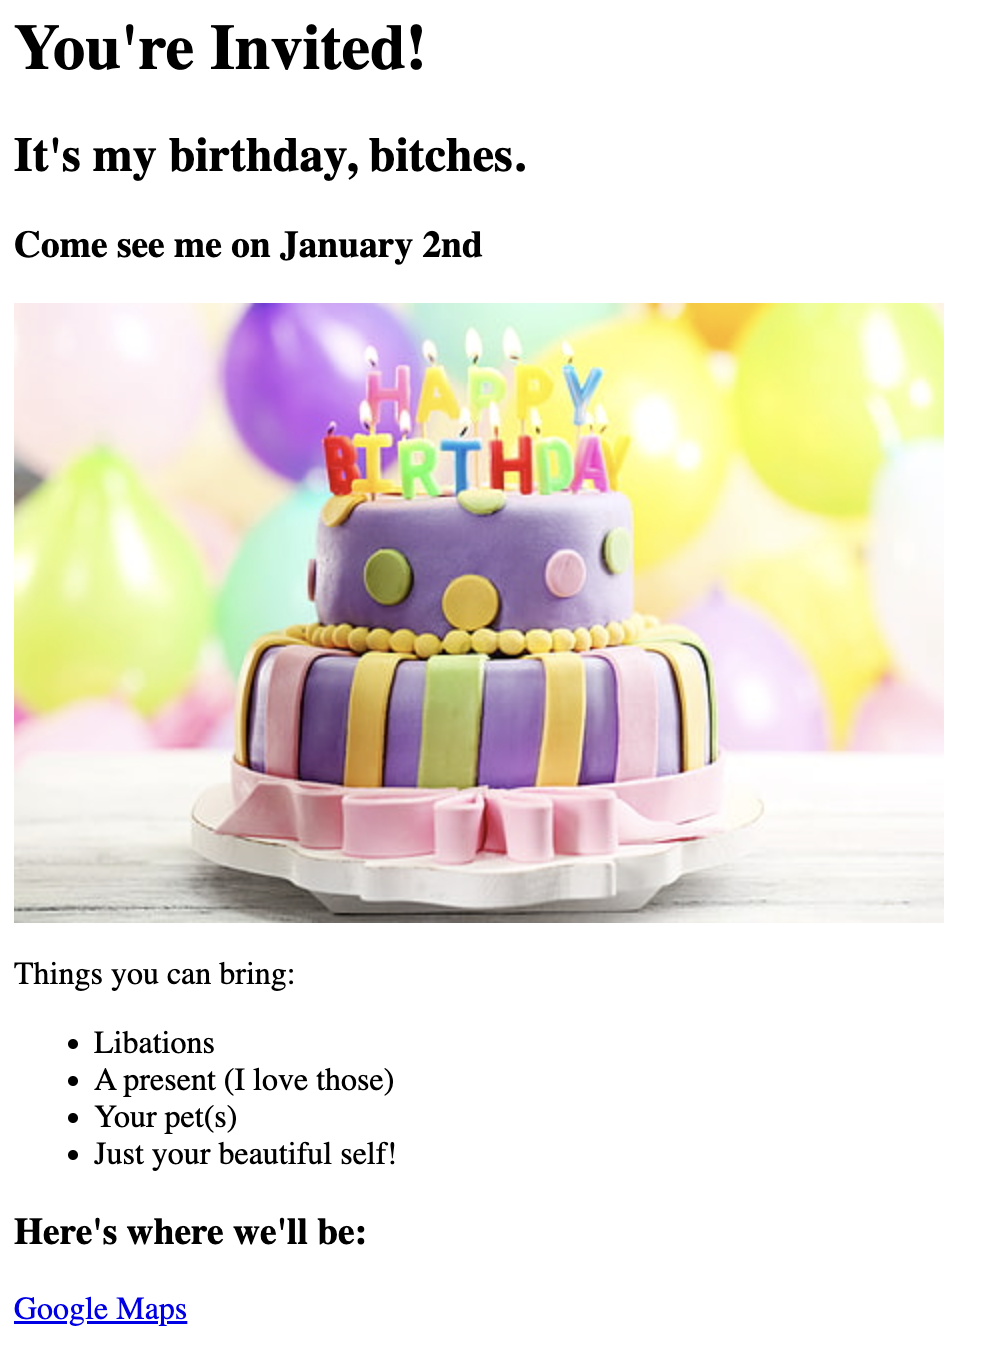 You're Invited!
It's my birthday, bitches.
Come see me on January 2nd
HAPPY
BIRTHDAY
Things you can bring:
Libations
A present (I love those)
Your pet(s)
Just your beautiful self!
Here's where we'll be:
Google Maps